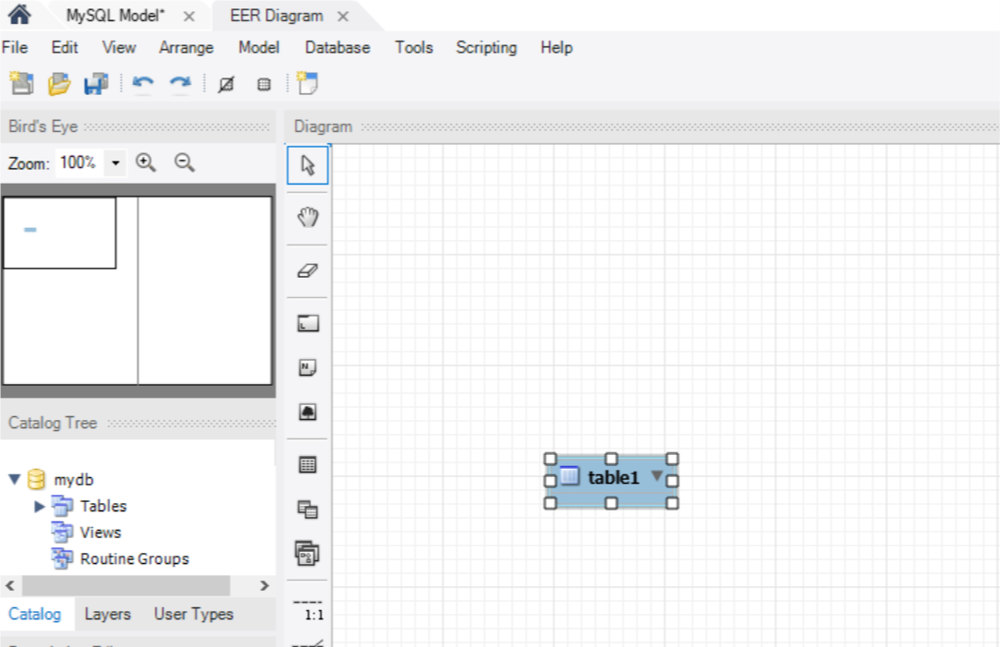 MySQL Model* × EER Diagram ×
File Edit View Arrange Model Database Tools Scripting Help
Bird's Eye
Diagram
Zoom: 100%
Catalog Tree
mydb
Tables
Views
Routine Groups
Catalog Layers User Types
N
1:1
table1